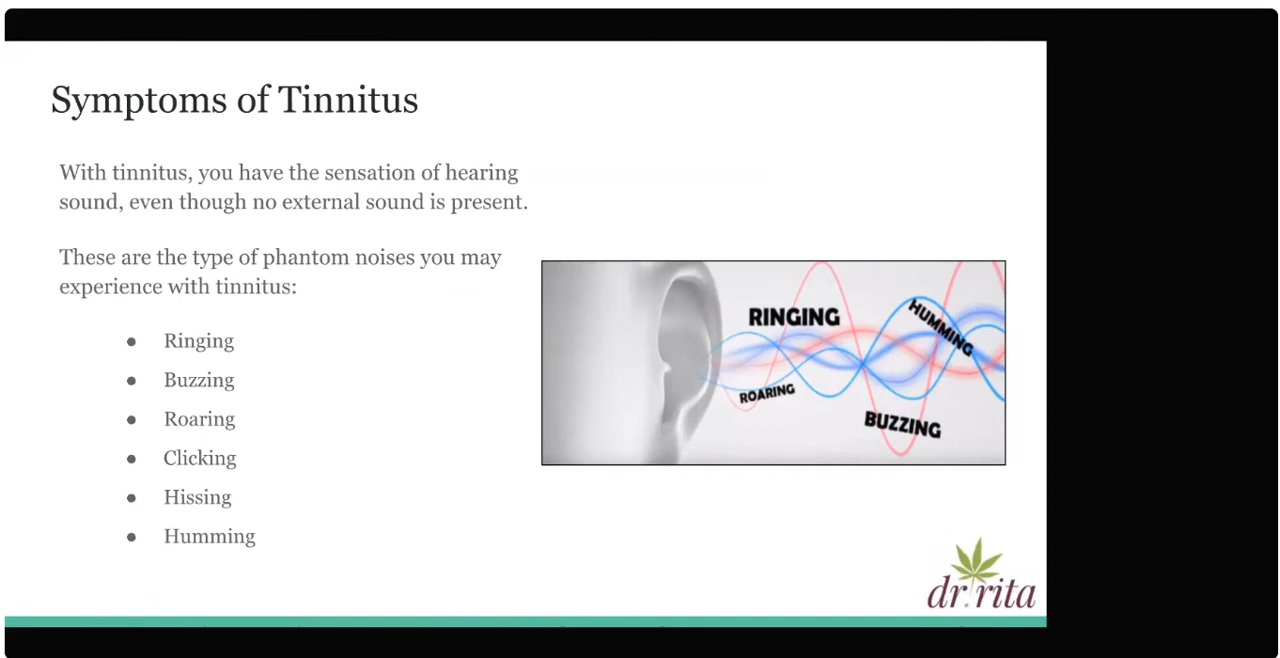 Symptoms of Tinnitus
With tinnitus, you have the sensation of hearing
sound, even though no external sound is present.
These are the type of phantom noises you may
experience with tinnitus:
● Ringing
● Buzzing
● Roaring
● Clicking
● Hissing
● Humming
RINGING
HUMMING
ROARING
BUZZING
dr.rita